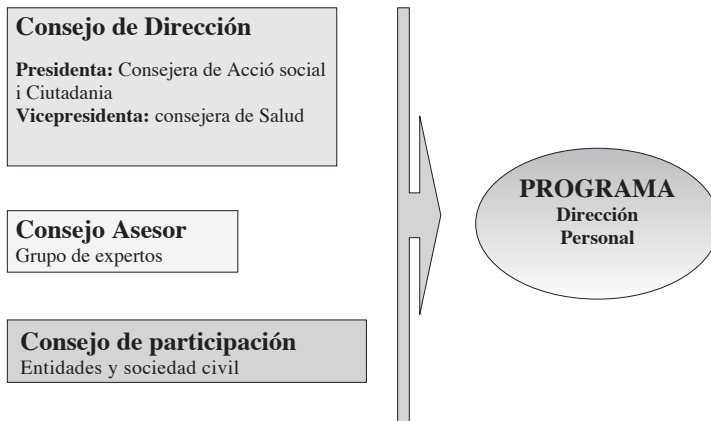 Consejo de Dirección
Presidenta: Consejera de Acció social
i Ciutadania
Vicepresidenta: consejera de Salud
Consejo Asesor
Grupo de expertos
Consejo de participación
Entidades y sociedad civil
PROGRAMA
Dirección
Personal